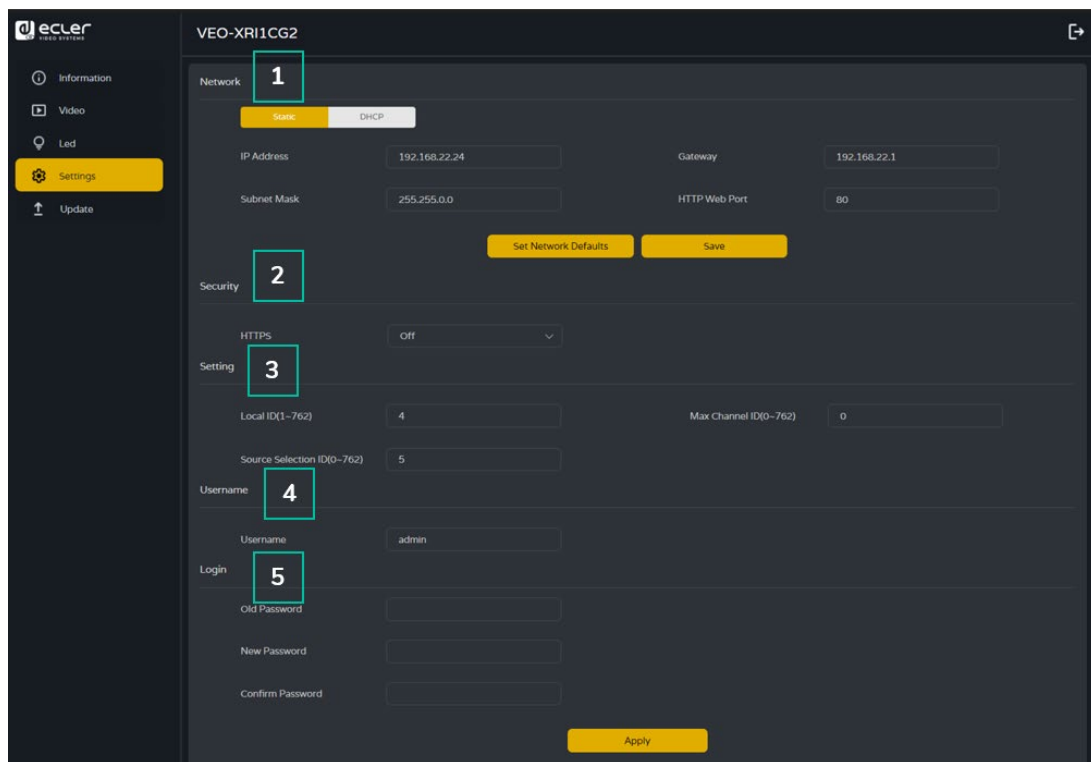 ecler
VIDEO SYSTEMS
VEO-XRI1CG2
Information
Video
Led
Settings
Update
Network
1
Static
DHCP
IP Address
192.168.22.24
Gateway
192.168.22.1
Subnet Mask
255.255.0.0
HTTP Web Port
80
Set Network Defaults
Save
2
Security
HTTPS
Off
Setting
3
Local ID(1~762)
4
Max Channel ID(0~762)
0
Source Selection ID(0~762)
5
Username
4
Username
admin
Login
5
Old Password
New Password
Confirm Password
Apply